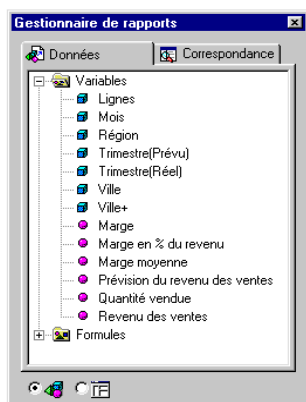 Gestionnaire de rapports
Données
Correspondance
Variables
Lignes
Mois
Région
Trimestre(Prévu)
Trimestre(Réel)
Ville
Ville+
Marge
Marge en % du revenu
Marge moyenne
Prévision du revenu des ventes
Quantité vendue
Revenu des ventes
Formules